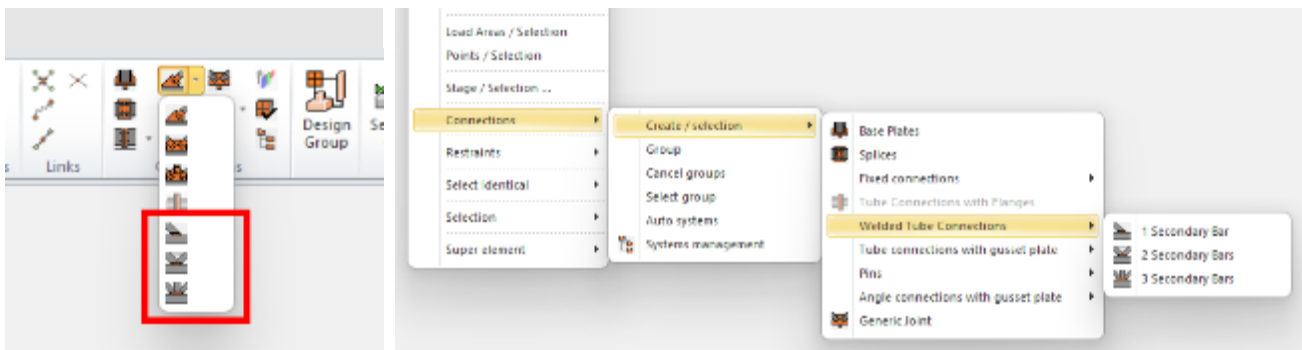 Links
Design
Group
Load Areas / Selection
Points / Selection
Stage / Selection ...
Connections
Restraints
Select Identical
Selection
Super element
Create / selection
Group
Cancel groups
Select group
Auto systems
Systems management
Base Plates
Splices
Fixed connections
Tube Connections with Flanges
Welded Tube Connections
Tube connections with gusset plate
Pins
Angle connections with gusset plate
Generic Joint
1 Secondary Bar
2 Secondary Bars
3 Secondary Bars